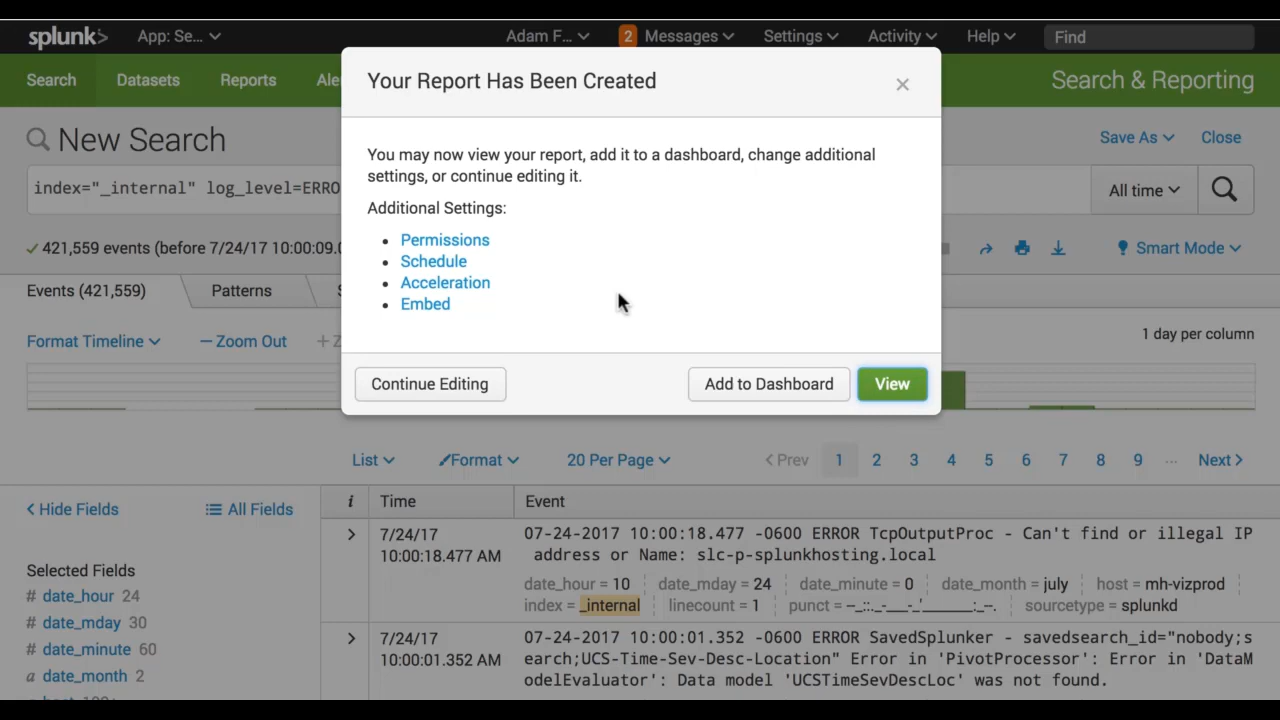 splunk> App: Se... Adam F... 2 Messages Settings Activity Help Find
Search Datasets Reports Ale Search & Reporting
Your Report Has Been Created
New Search Save As Close
You may now view your report, add it to a dashboard, change additional
settings, or continue editing it.
index="_internal" log_level=ERRO All time
Additional Settings:
Permissions
421,559 events (before 7/24/17 10:00:09.0 Smart Mode
Schedule
Acceleration
Embed
Events (421,559) Patterns
Format Timeline — Zoom Out + Z 1 day per column
Continue Editing Add to Dashboard View
List Format 20 Per Page < Prev 1 2 3 4 5 6 7 8 9 ... Next >
< Hide Fields All Fields i Time Event
7/24/17 07-24-2017 10:00:18.477 -0600 ERROR TcpOutputProc - Can't find or illegal IP
10:00:18.477 AM address or Name: slc-p-splunkhosting.local
Selected Fields
# date_hour 24 date_hour = 10 date_mday = 24 date_minute = 0 date_month = july host = mh-vizprod
index = _internal linecount = 1 punct = sourcetype = splunkd
# date_mday 30
7/24/17 07-24-2017 10:00:01.352 -0600 ERROR SavedSplunker - savedsearch_id="nobody;s
# date_minute 60
10:00:01.352 AM earch;UCS-Time-Sev-Desc-Location" Error in 'PivotProcessor': Error in 'DataM
a date_month 2
odelEvaluator': Data model 'UCSTimeSevDescLoc' was not found.